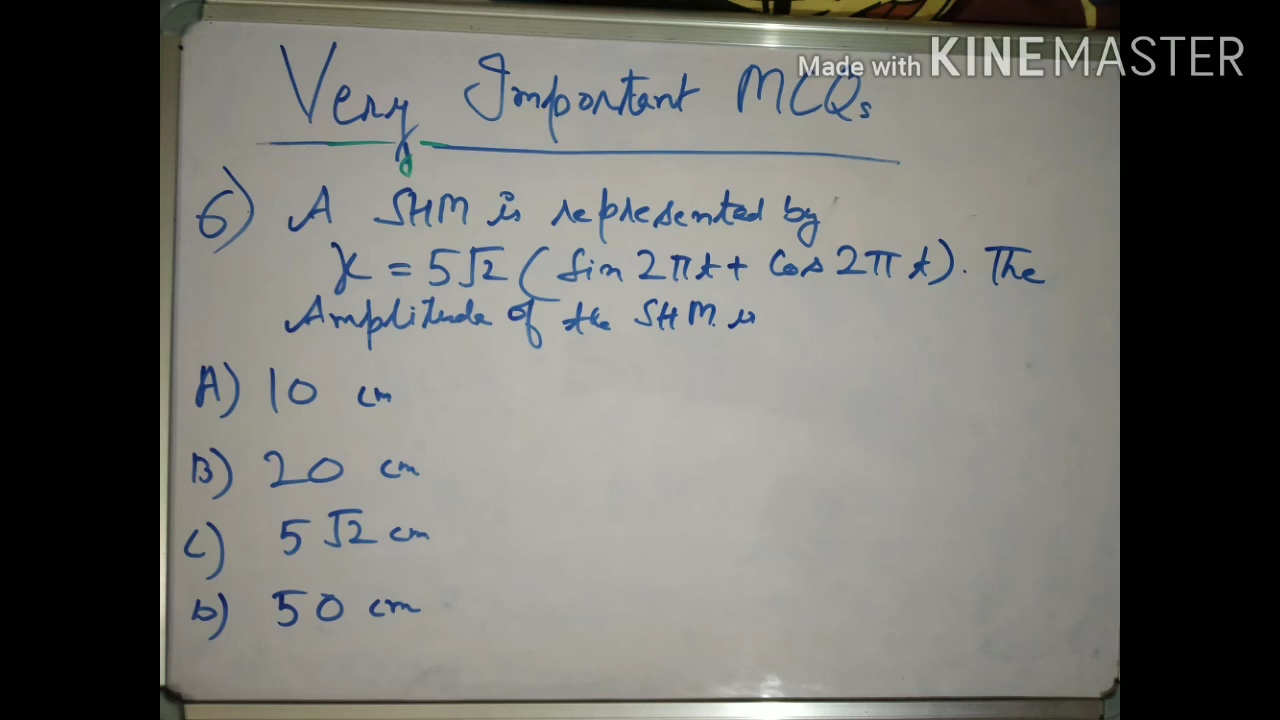 Made with KINEMASTER
Very Important MCQs
6) A SHM is represented by
x = 5√2 (Sin 2πt + Cos 2πt). The
Amplitude of the SHM is
A) 10 cm
B) 20 cm
C) 5√2 cm
D) 50 cm